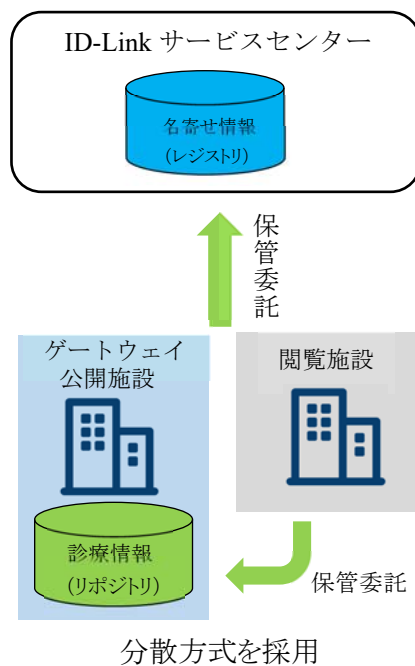 ID-Link サービスセンター
名寄せ情報
(レジストリ)
保管委託
ゲートウェイ
公開施設
閲覧施設
診療情報
(リポジトリ)
保管委託
分散方式を採用